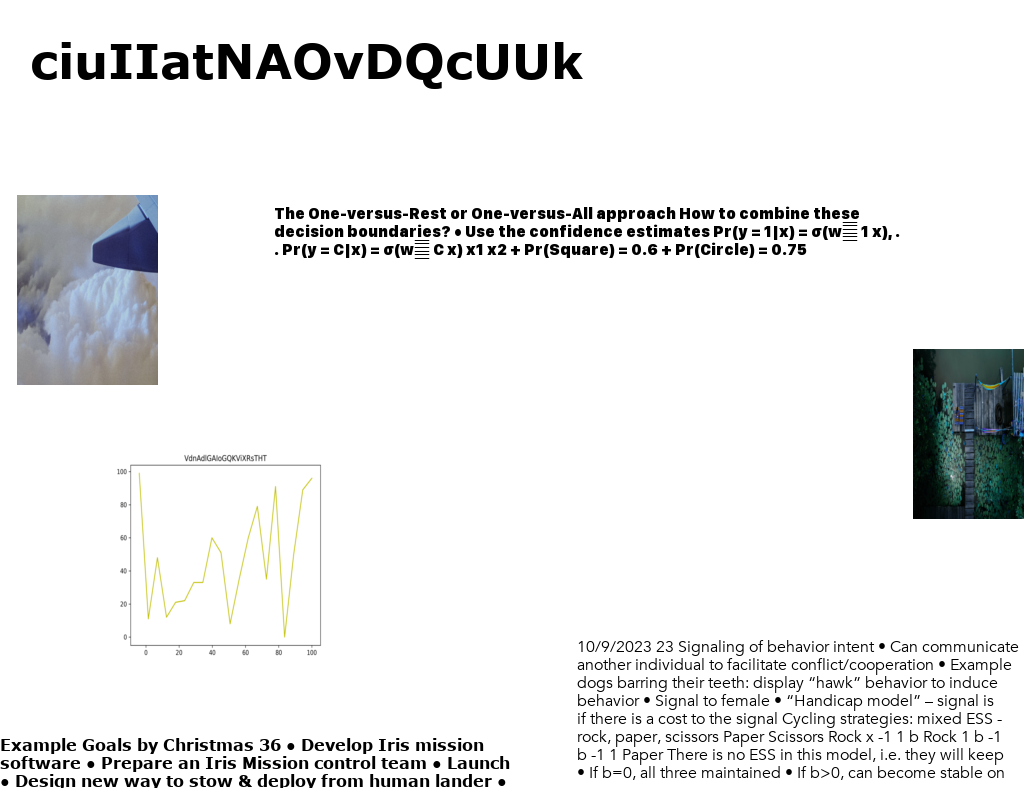 ciuIIatNAOvDQcUUk
The One-versus-Rest or One-versus-All approach How to combine these
decision boundaries? • Use the confidence estimates Pr(y = 1|x) = σ(w 1 x), .
. Pr(y = C|x) = σ(w C x) x1 x2 + Pr(Square) = 0.6 + Pr(Circle) = 0.75
VdnAdlGAIoGQKViXRsTHT
100
80
60
40
20
0
0 20 40 60 80 100
10/9/2023 23 Signaling of behavior intent • Can communicate
another individual to facilitate conflict/cooperation • Example
dogs barring their teeth: display “hawk” behavior to induce
behavior • Signal to female • “Handicap model” – signal is
if there is a cost to the signal Cycling strategies: mixed ESS -
rock, paper, scissors Paper Scissors Rock x -1 1 b Rock 1 b -1
b -1 1 Paper There is no ESS in this model, i.e. they will keep
• If b=0, all three maintained • If b>0, can become stable on
Example Goals by Christmas 36 • Develop Iris mission
software • Prepare an Iris Mission control team • Launch
• Design new way to stow & deploy from human lander •